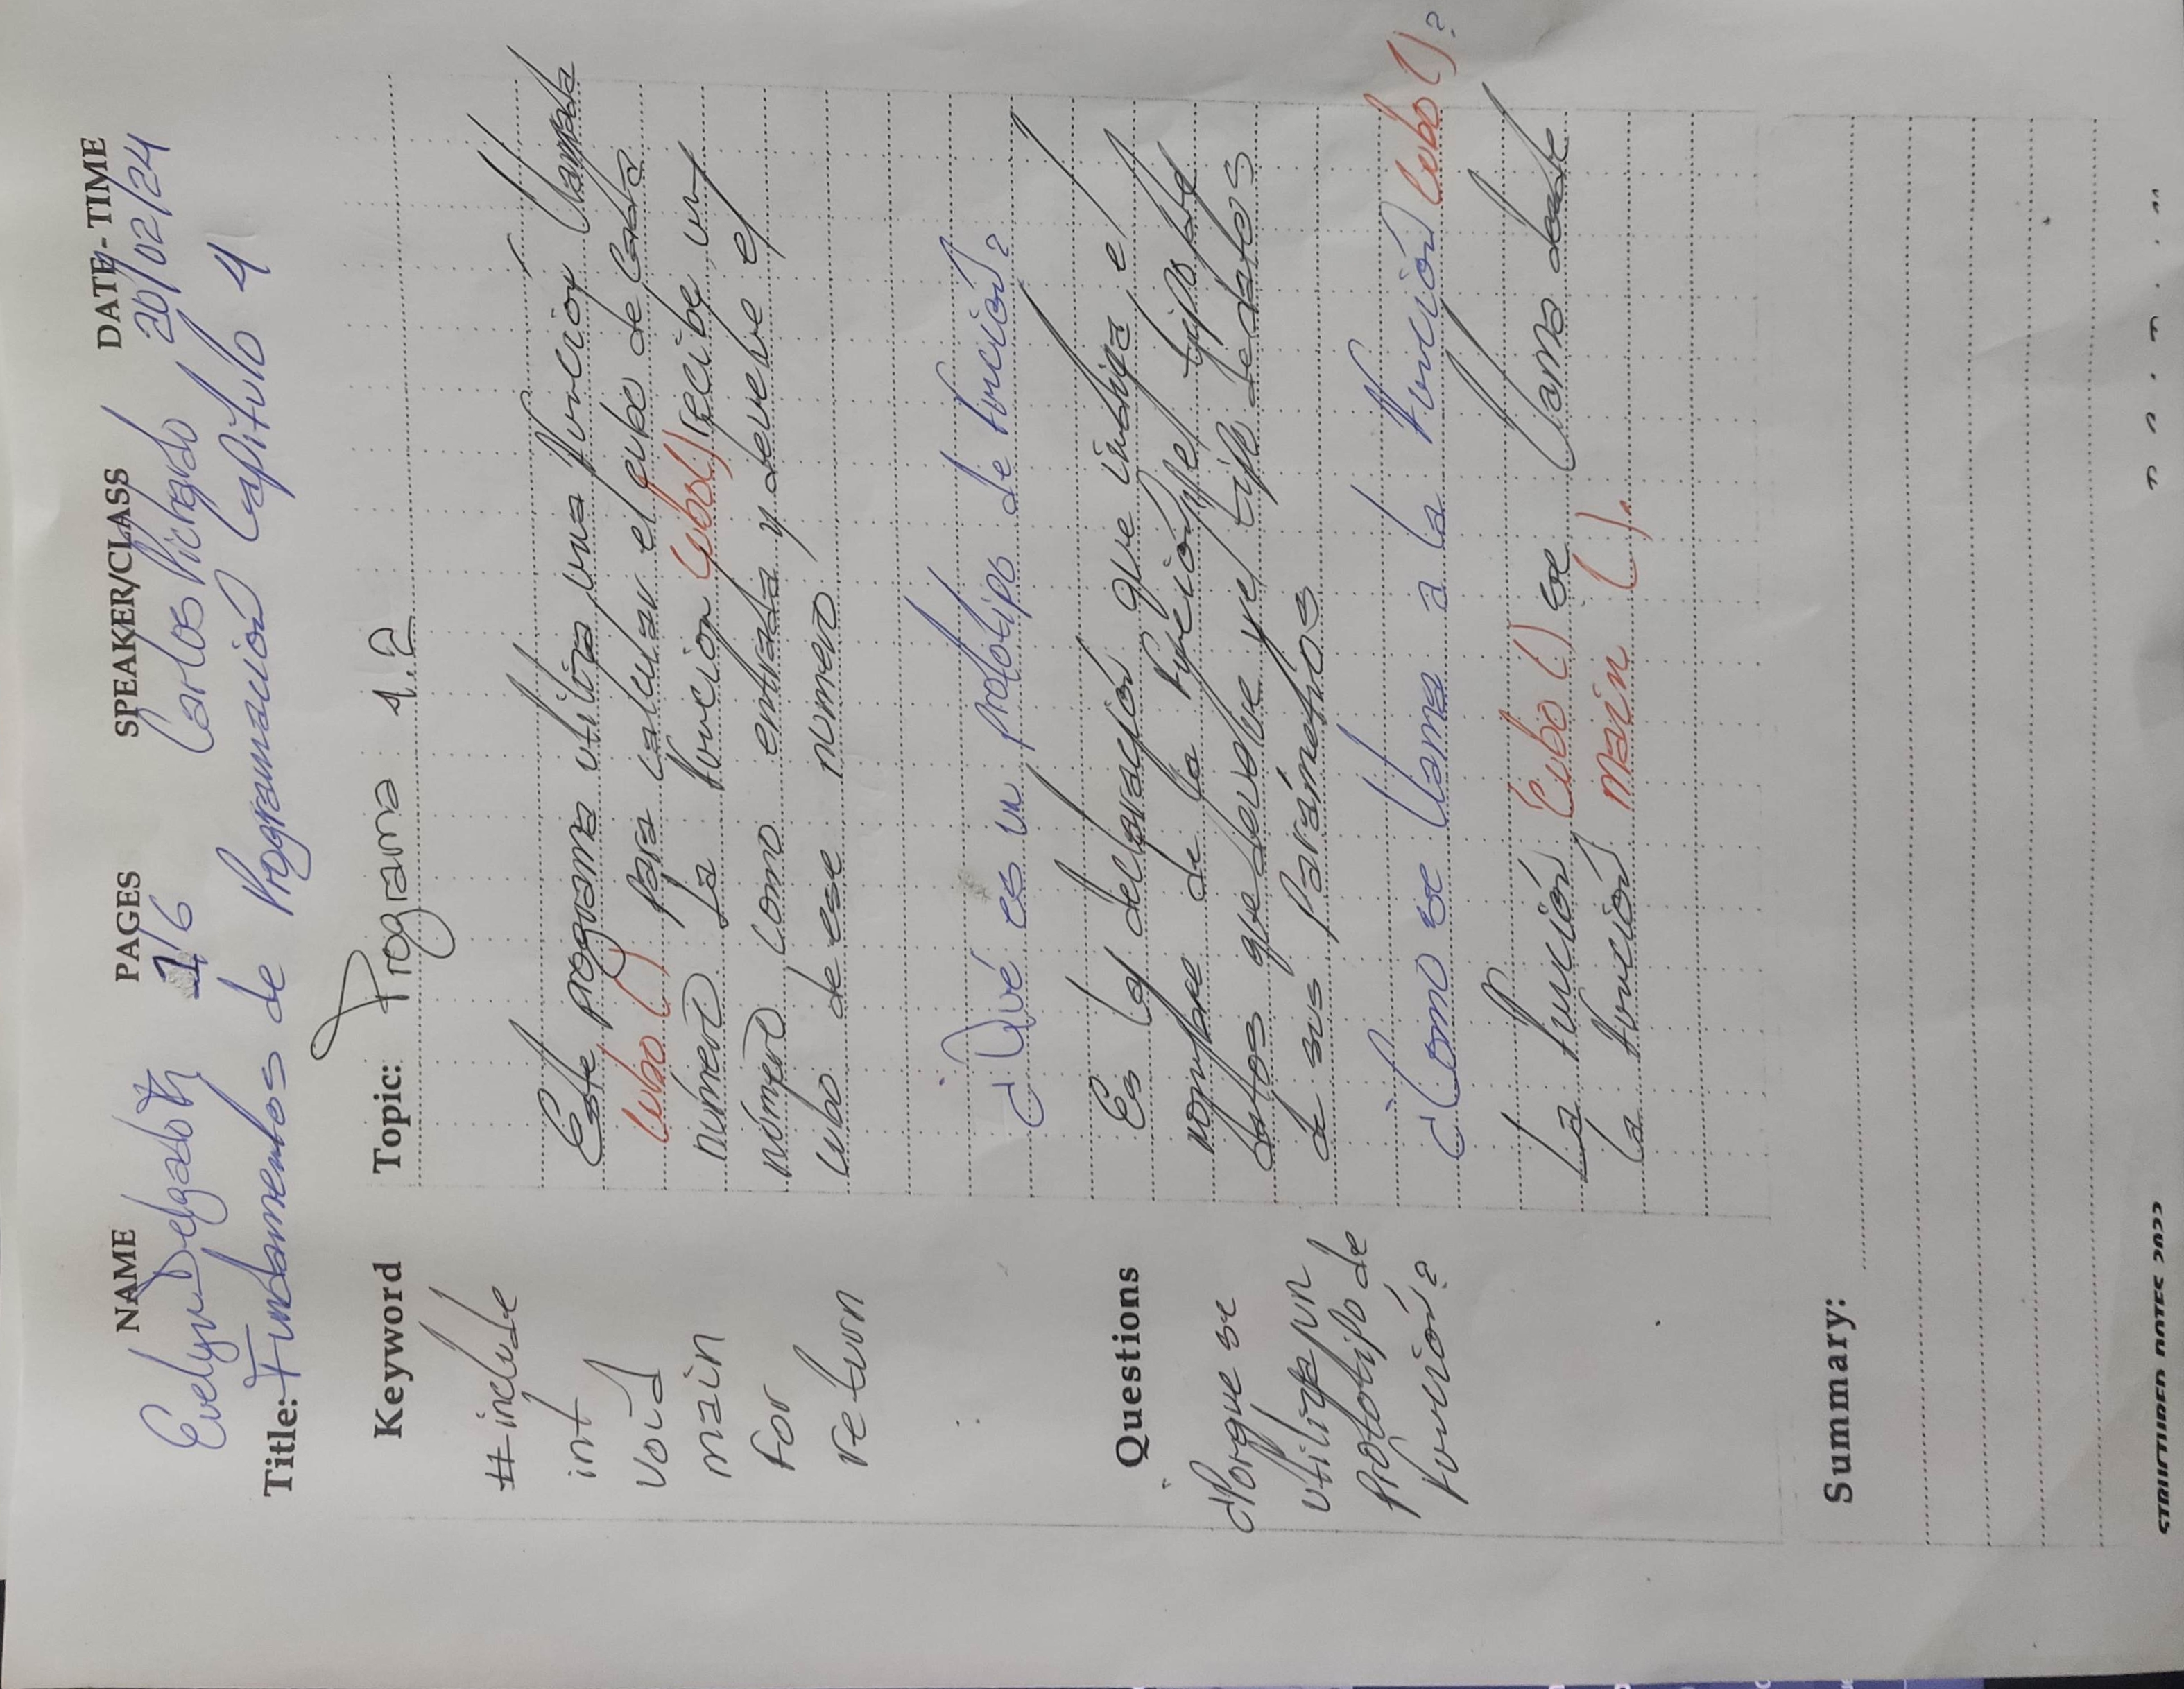 NAME PAGES SPEAKER/CLASS DATE - TIME
Evelyn Delgado 1/6 Carlos Pichardo 20/02/24
Title: Fundamentos de Programación Capítulo 4
Keyword
#include
int
void
main
for
return
Topic: Programa 4.2
Este programa utiliza una función llamada
cubo () para calcular el cubo de cada
número. La función cubo() recibe un
número como entrada y devuelve el
cubo de ese numero.
¿Qué es un prototipo de función?
Es la declaración que indica el
nombre de la función, el tipo de
datos que devuelve y el tipo de datos
de sus parámetros
¿Como se llama a la función cubo ()?
La función cubo () se llama desde
la función main ().
Questions
¿Porque se
utiliza un
prototipo de
función?
Summary:
STRUCTURED NOTES 2022